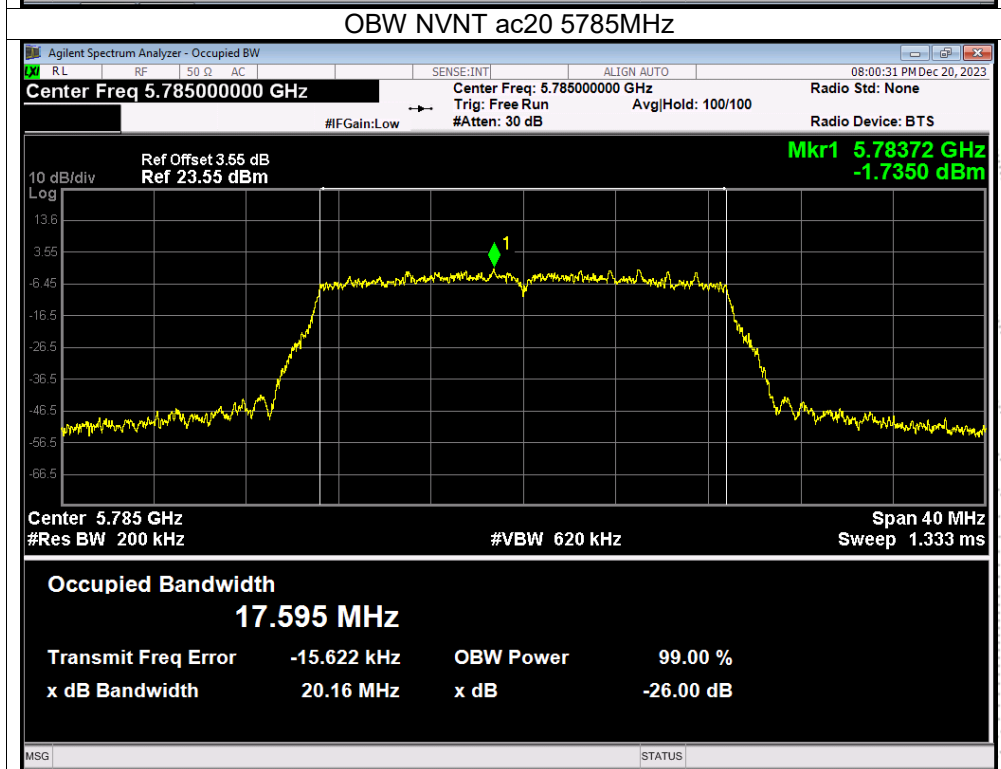 OBW NVNT ac20 5785MHz
Agilent Spectrum Analyzer - Occupied BW
LXI RL RF 50 Ω AC SENSE:INT ALIGN AUTO 08:00:31 PM Dec 20, 2023
Center Freq 5.785000000 GHz Center Freq: 5.785000000 GHz Radio Std: None
Trig: Free Run Avg|Hold: 100/100
#IFGain:Low #Atten: 30 dB Radio Device: BTS
Mkr1 5.78372 GHz
-1.7350 dBm
Ref Offset 3.55 dB
10 dB/div Ref 23.55 dBm
Log
13.6
3.55
1
-6.45
-16.5
-26.5
-36.5
-46.5
-56.5
-66.5
Center 5.785 GHz Span 40 MHz
#Res BW 200 kHz #VBW 620 kHz Sweep 1.333 ms
Occupied Bandwidth
17.595 MHz
Transmit Freq Error -15.622 kHz OBW Power 99.00 %
x dB Bandwidth 20.16 MHz x dB -26.00 dB
MSG STATUS